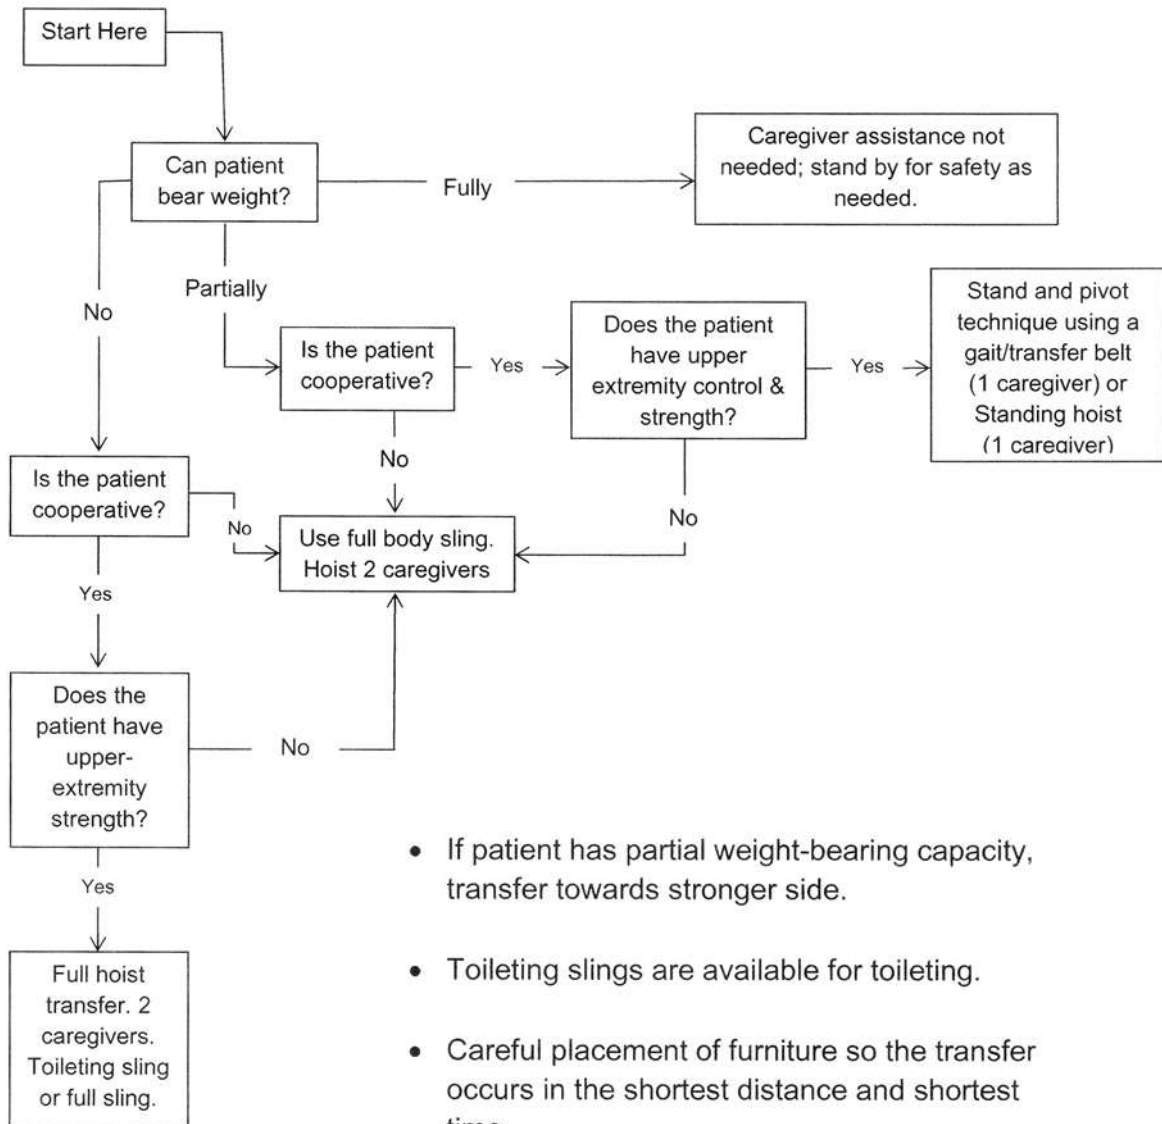 Start Here
Can patient
bear weight?
Fully
Caregiver assistance not
needed; stand by for safety as
needed.
No
Partially
Is the patient
cooperative?
Yes
Does the patient
have upper
extremity control &
strength?
Yes
Stand and pivot
technique using a
gait/transfer belt
(1 caregiver) or
Standing hoist
(1 caregiver)
No
Is the patient
cooperative?
No
Use full body sling.
Hoist 2 caregivers
No
Yes
Does the
patient have
upper-
extremity
strength?
No
Yes
Full hoist
transfer. 2
caregivers.
Toileting sling
or full sling.
• If patient has partial weight-bearing capacity,
transfer towards stronger side.
• Toileting slings are available for toileting.
• Careful placement of furniture so the transfer
occurs in the shortest distance and shortest
time